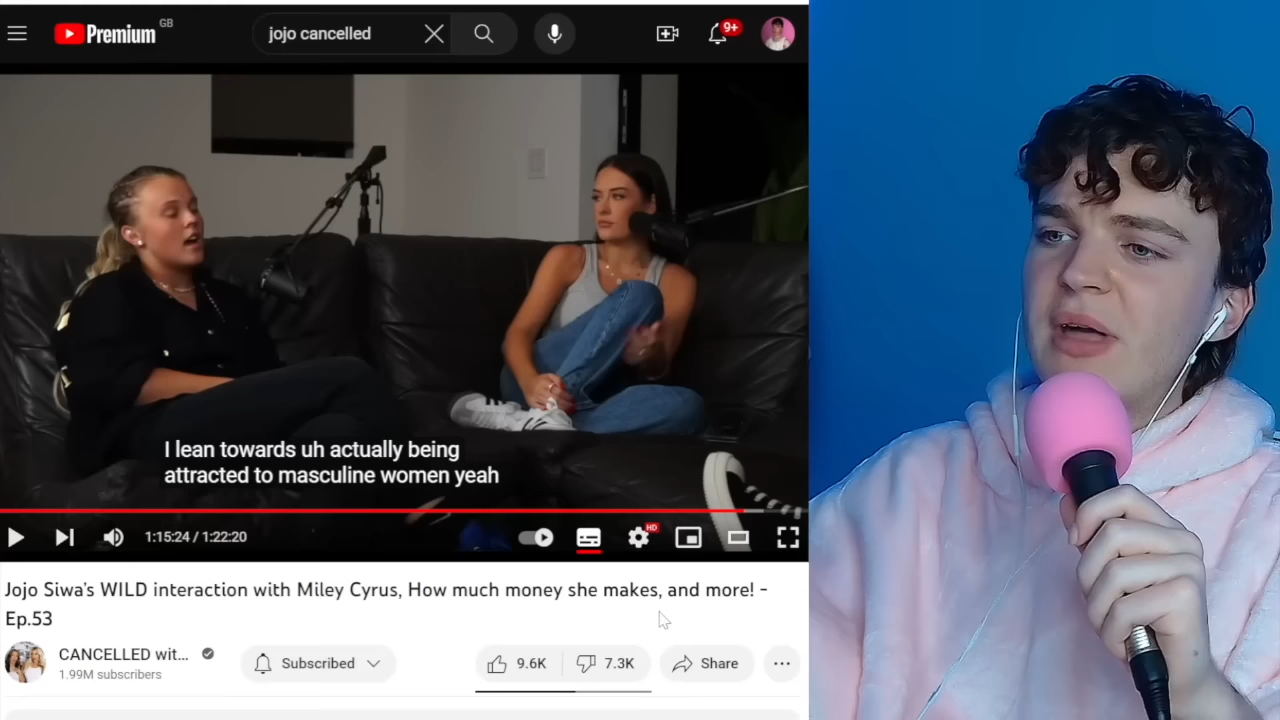 Premium GB
jojo cancelled
9+
I lean towards uh actually being
attracted to masculine women yeah
1:15:24 / 1:22:20
HD
Jojo Siwa's WILD interaction with Miley Cyrus, How much money she makes, and more! -
Ep.53
CANCELLED wit...
Subscribed
9.6K
7.3K
Share
1.99M subscribers